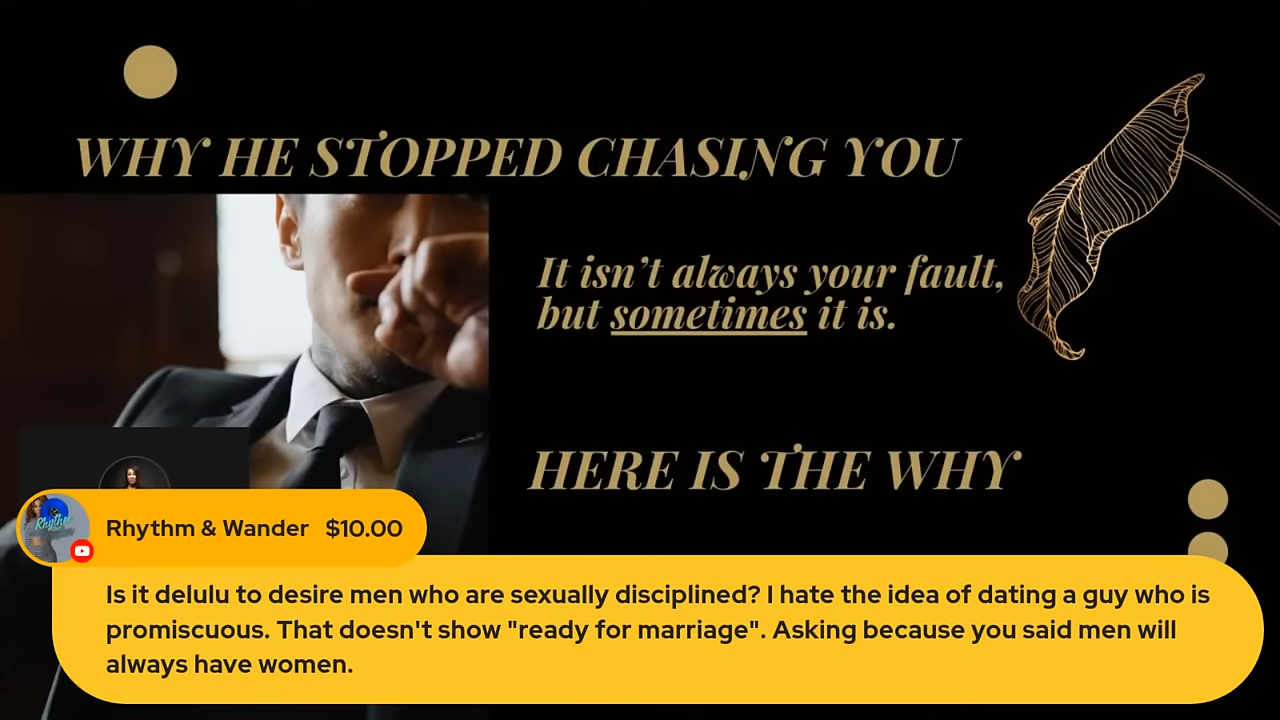 WHY HE STOPPED CHASING YOU
It isn’t always your fault,
but sometimes it is.
HERE IS THE WHY
Rhythm & Wander $10.00
Is it delulu to desire men who are sexually disciplined? I hate the idea of dating a guy who is
promiscuous. That doesn't show "ready for marriage". Asking because you said men will
always have women.